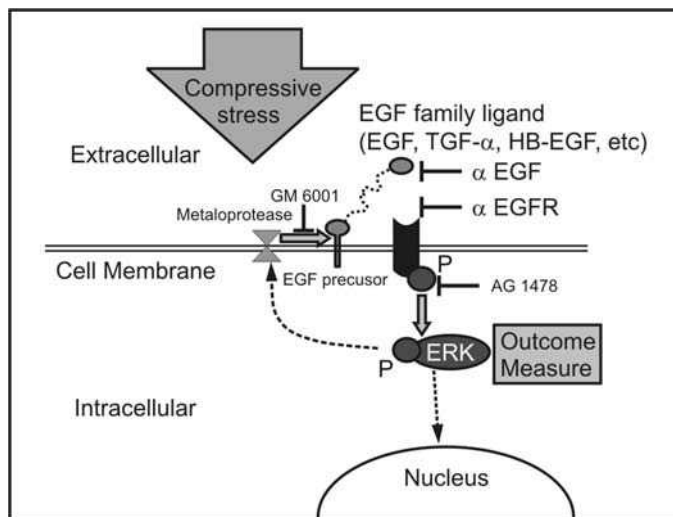 Compressive
stress
EGF family ligand
(EGF, TGF-α, HB-EGF, etc)
Extracellular
α EGF
GM 6001
Metaloprotease
α EGFR
Cell Membrane
EGF precusor
P
AG 1478
P
ERK
Outcome
Measure
Intracellular
Nucleus